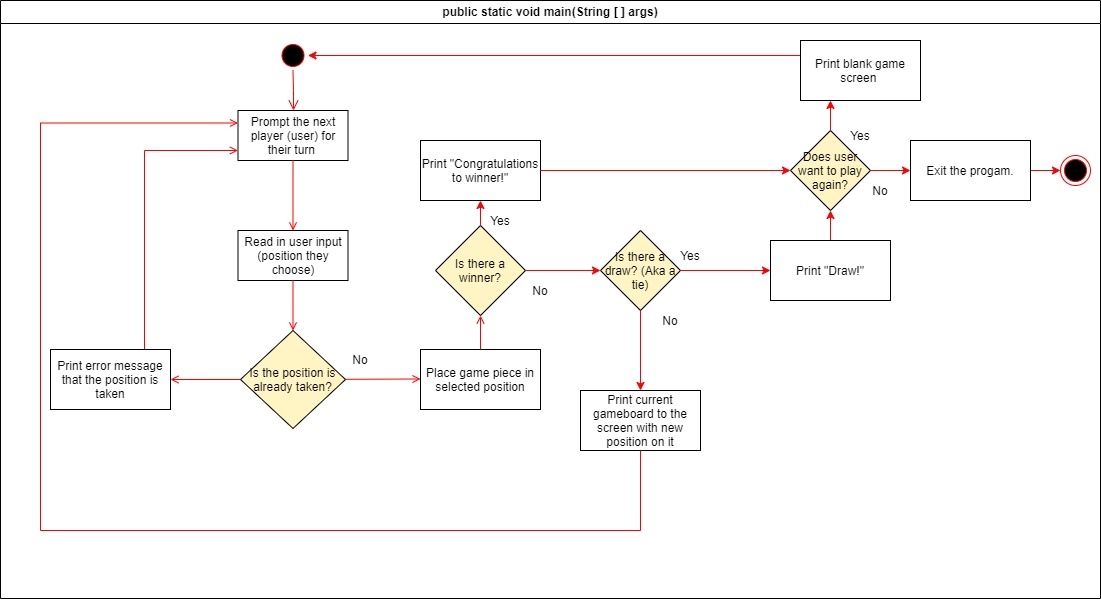 public static void main(String [ ] args)
Print blank game
screen
Prompt the next
player (user) for
their turn
Yes
Print "Congratulations
to winner!"
Does user
want to play
again?
Exit the progam.
No
Yes
Read in user input
(position they
choose)
Is there a
winner?
No
Is there a
draw? (Aka a
tie)
Yes
Print "Draw!"
No
Print error message
that the position is
taken
Is the position is
already taken?
No
Place game piece in
selected position
Print current
gameboard to the
screen with new
position on it